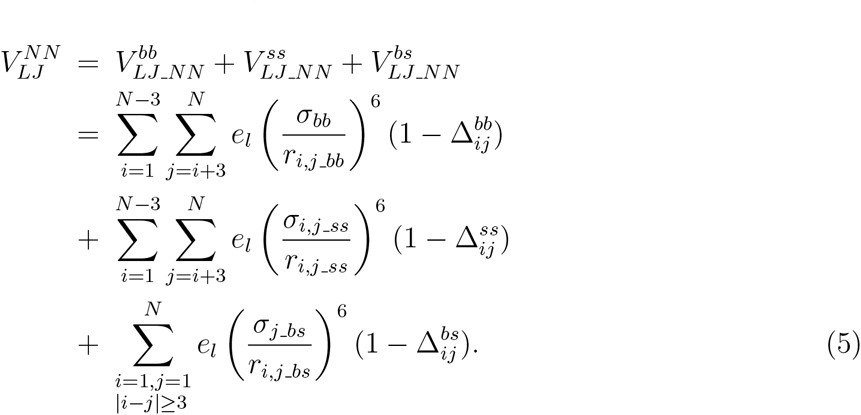 $V_{LJ}^{NN} = V_{LJ\_NN}^{bb} + V_{LJ\_NN}^{ss} + V_{LJ\_NN}^{bs}$
$= \sum_{i=1}^{N-3} \sum_{j=i+3}^{N} e_l \left( \frac{\sigma_{bb}}{r_{i,j\_bb}} \right)^6 (1 - \Delta_{ij}^{bb})$
$+ \sum_{i=1}^{N-3} \sum_{j=i+3}^{N} e_l \left( \frac{\sigma_{i,j\_ss}}{r_{i,j\_ss}} \right)^6 (1 - \Delta_{ij}^{ss})$
$+ \sum_{\substack{i=1,j=1 \\ |i-j| \geq 3}}^{N} e_l \left( \frac{\sigma_{j\_bs}}{r_{i,j\_bs}} \right)^6 (1 - \Delta_{ij}^{bs}).$ (5)